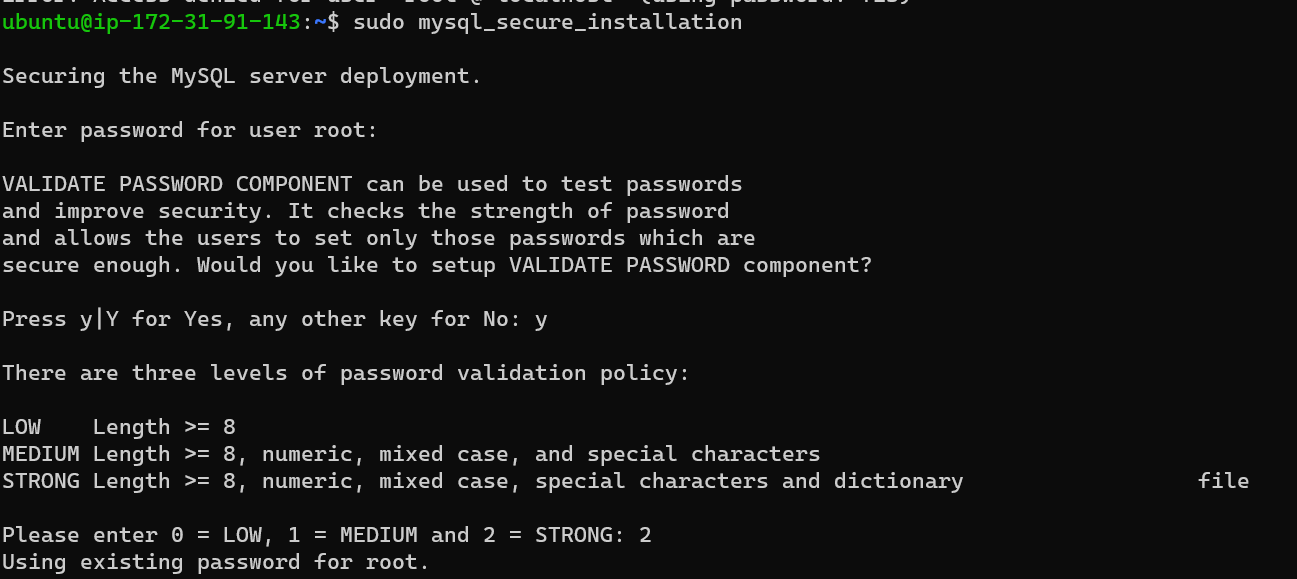 ubuntu@ip-172-31-91-143:~$ sudo mysql_secure_installation
Securing the MySQL server deployment.
Enter password for user root:
VALIDATE PASSWORD COMPONENT can be used to test passwords
and improve security. It checks the strength of password
and allows the users to set only those passwords which are
secure enough. Would you like to setup VALIDATE PASSWORD component?
Press y|Y for Yes, any other key for No: y
There are three levels of password validation policy:
LOW    Length >= 8
MEDIUM Length >= 8, numeric, mixed case, and special characters
STRONG Length >= 8, numeric, mixed case, special characters and dictionary                  file
Please enter 0 = LOW, 1 = MEDIUM and 2 = STRONG: 2
Using existing password for root.